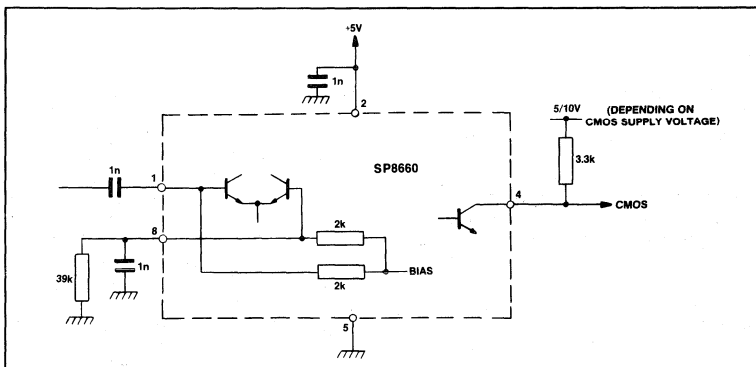 +5V
1n
2
5/10V (DEPENDING ON
CMOS SUPPLY VOLTAGE)
SP8660
3.3k
1n
1
4
CMOS
8
2k
39k
1n
2k
BIAS
5